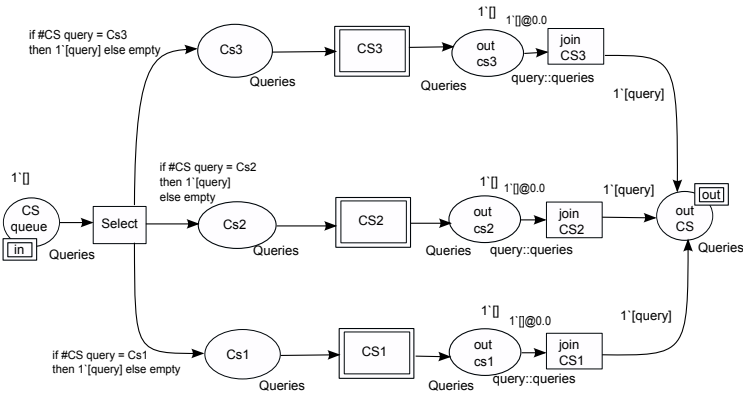 1`[]
1`[]@0.0
if #CS query = Cs3
then 1`[query] else empty
Cs3
CS3
out
cs3
join
CS3
Queries
Queries
query::queries
1`[query]
if #CS query = Cs2
then 1`[query]
else empty
1`[]
CS
queue
in
Queries
Select
Cs2
Queries
CS2
Queries
1`[]
1`[]@0.0
out
cs2
query::queries
join
CS2
1`[query]
out
out
CS
Queries
if #CS query = Cs1
then 1`[query] else empty
Cs1
Queries
CS1
1`[]
1`[]@0.0
out
cs1
Queries
query::queries
join
CS1
1`[query]